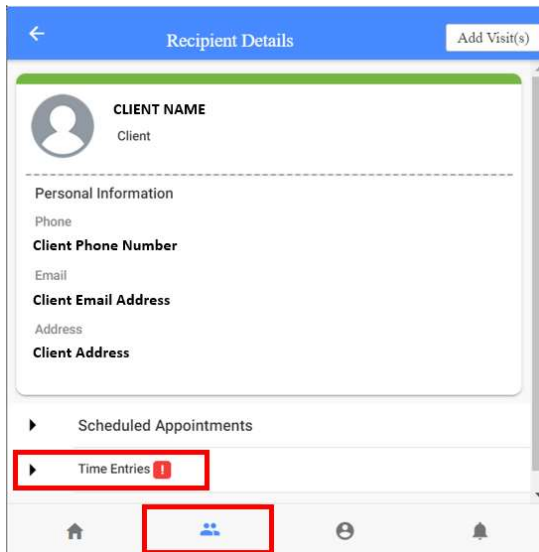 Recipient Details
Add Visit(s)
CLIENT NAME
Client
Personal Information
Phone
Client Phone Number
Email
Client Email Address
Address
Client Address
Scheduled Appointments
Time Entries !